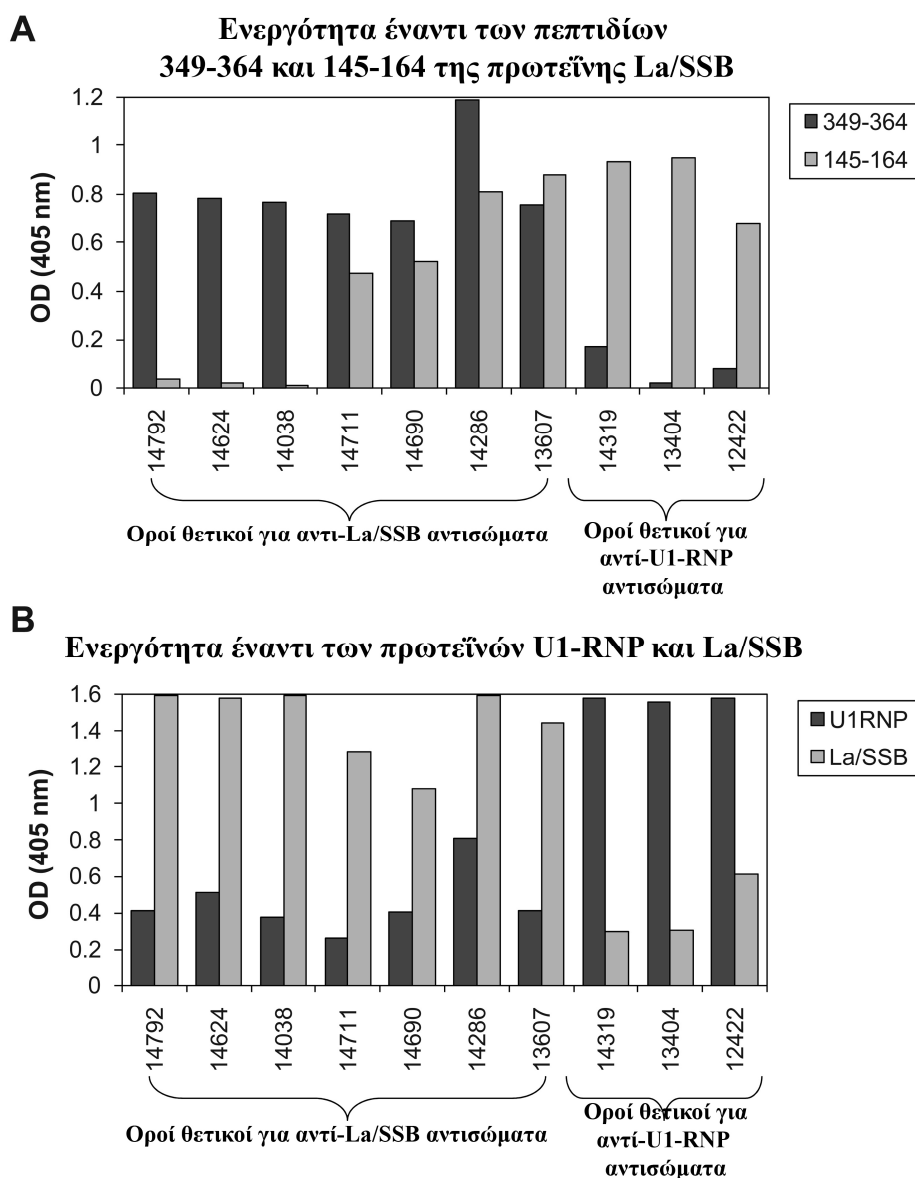 A
Ενεργότητα έναντι των πεπτιδίων
349-364 και 145-164 της πρωτεΐνης La/SSB
1.2
1
0.8
0.6
0.4
0.2
0
OD (405 nm)
349-364
145-164
14792
14624
14038
14711
14690
14286
13607
14319
13404
12422
Οροί θετικοί για αντι-La/SSB αντισώματα
Οροί θετικοί για
αντί-U1-RNP
αντισώματα
B
Ενεργότητα έναντι των πρωτεΐνών U1-RNP και La/SSB
1.6
1.4
1.2
1
0.8
0.6
0.4
0.2
0
OD (405 nm)
U1RNP
La/SSB
14792
14624
14038
14711
14690
14286
13607
14319
13404
12422
Οροί θετικοί για αντί-La/SSB αντισώματα
Οροί θετικοί για
αντί-U1-RNP
αντισώματα